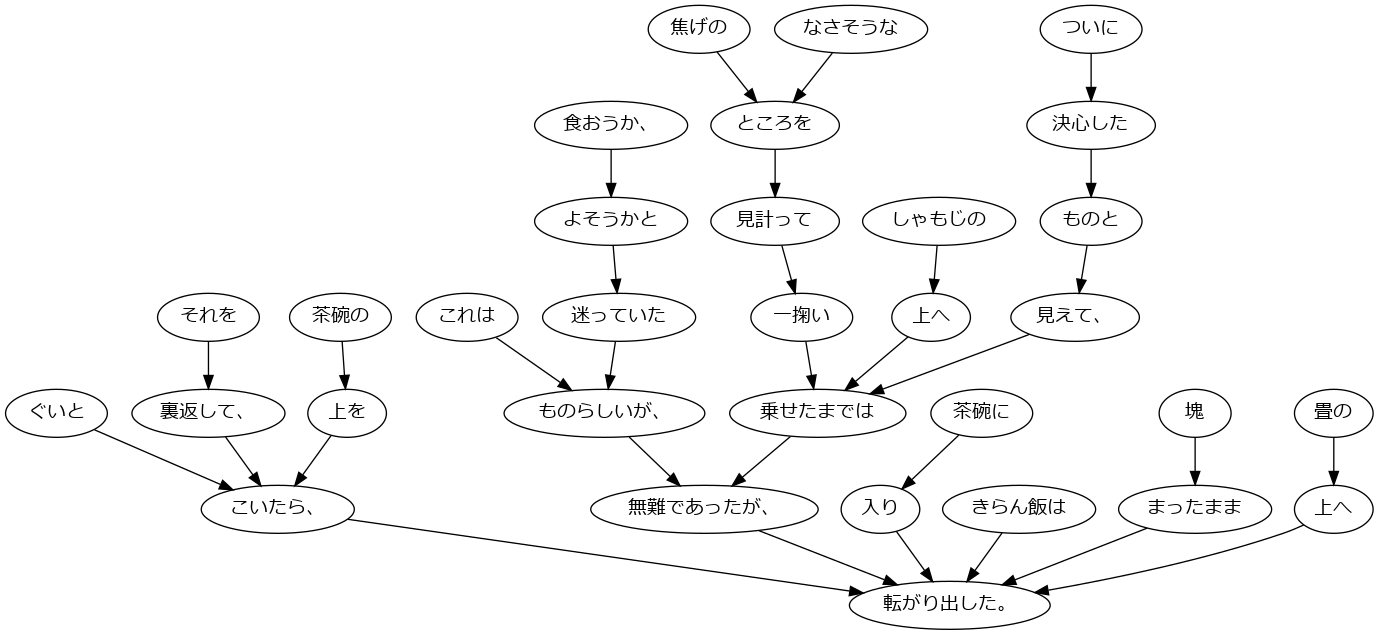 焦げの
なさそうな
ついに
食おうか、
ところを
決心した
よそうかと
見計って
しゃもじの
ものと
それを
茶碗の
これは
迷っていた
一掬い
上へ
見えて、
ぐいと
裏返して、
上を
ものらしいが、
乗せたまでは
茶碗に
塊
畳の
こいたら、
無難であったが、
入り
きらん飯は
まったまま
上へ
転がり出した。